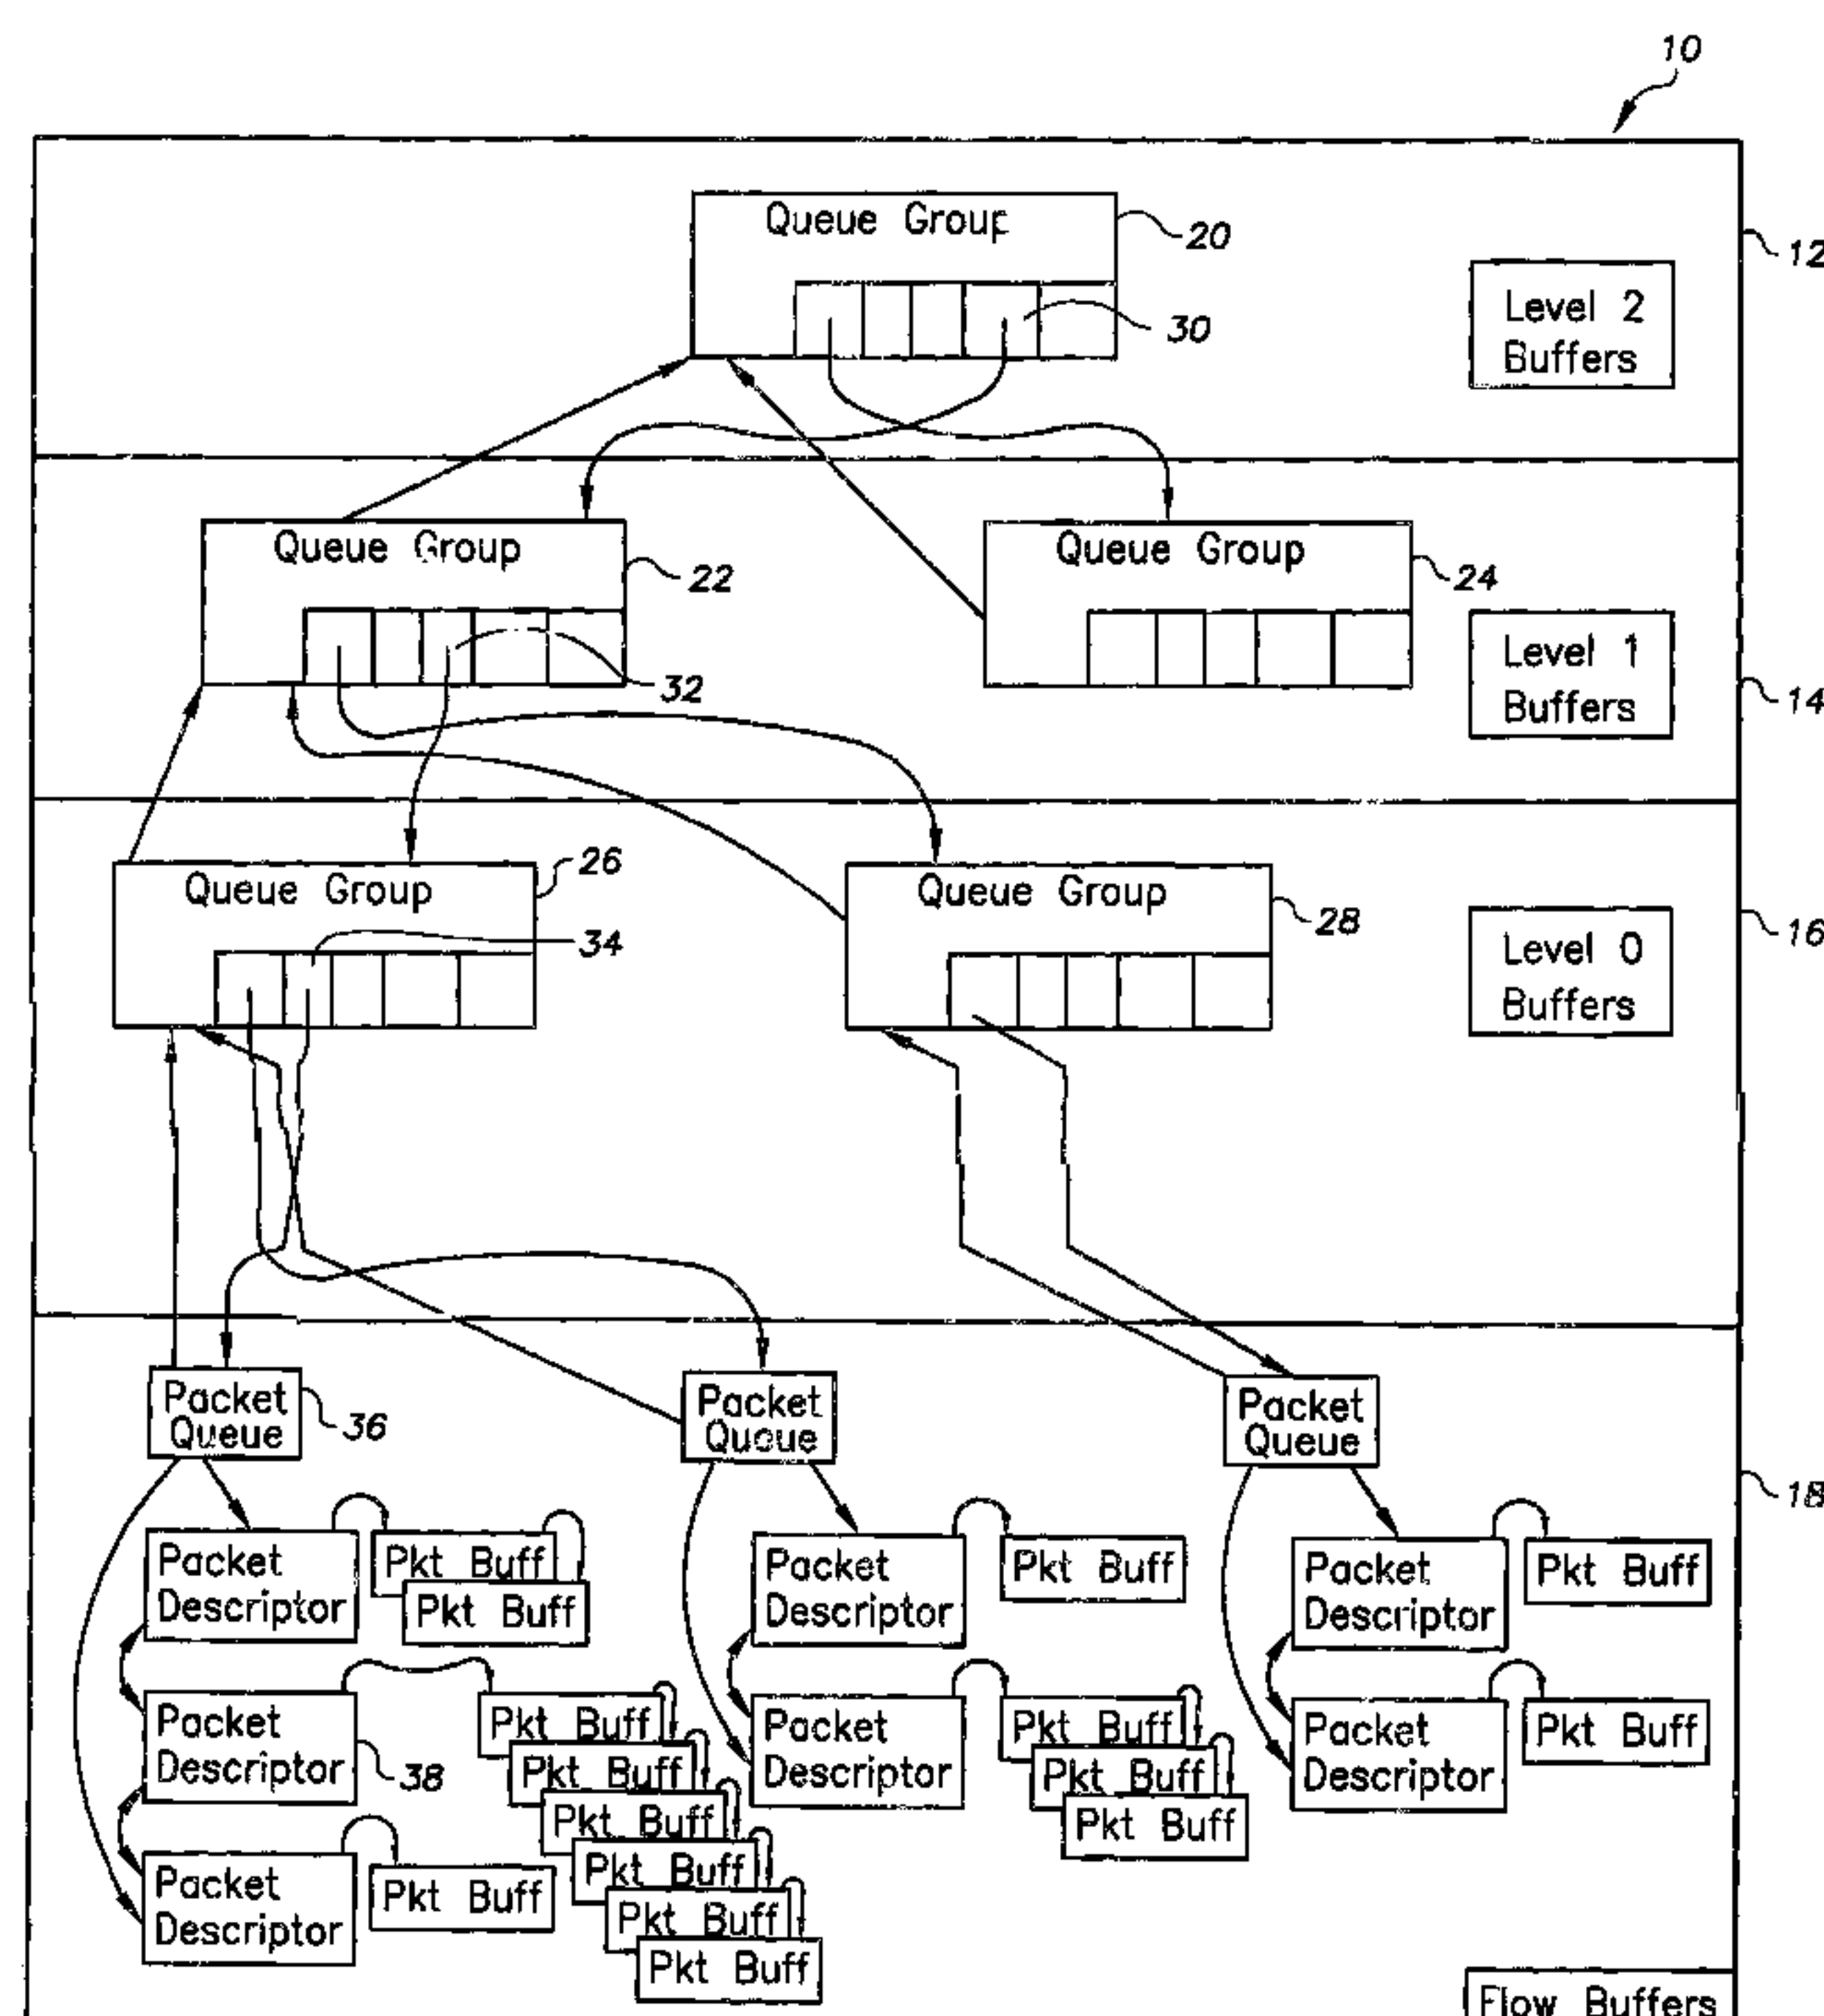 10
Queue Group
20
12
Level 2
Buffers
30
Queue Group
22
Queue Group
24
Level 1
Buffers
32
14
Queue Group
26
Queue Group
28
34
Level 0
Buffers
16
Packet
Queue
36
Packet
Queue
Packet
Queue
18
Packet
Descriptor
Pkt Buff
Pkt Buff
Packet
Descriptor
Pkt Buff
Packet
Descriptor
Pkt Buff
Packet
Descriptor
38
Pkt Buff
Pkt Buff
Pkt Buff
Pkt Buff
Pkt Buff
Pkt Buff
Packet
Descriptor
Pkt Buff
Pkt Buff
Pkt Buff
Packet
Descriptor
Pkt Buff
Packet
Descriptor
Pkt Buff
Flow Buffers